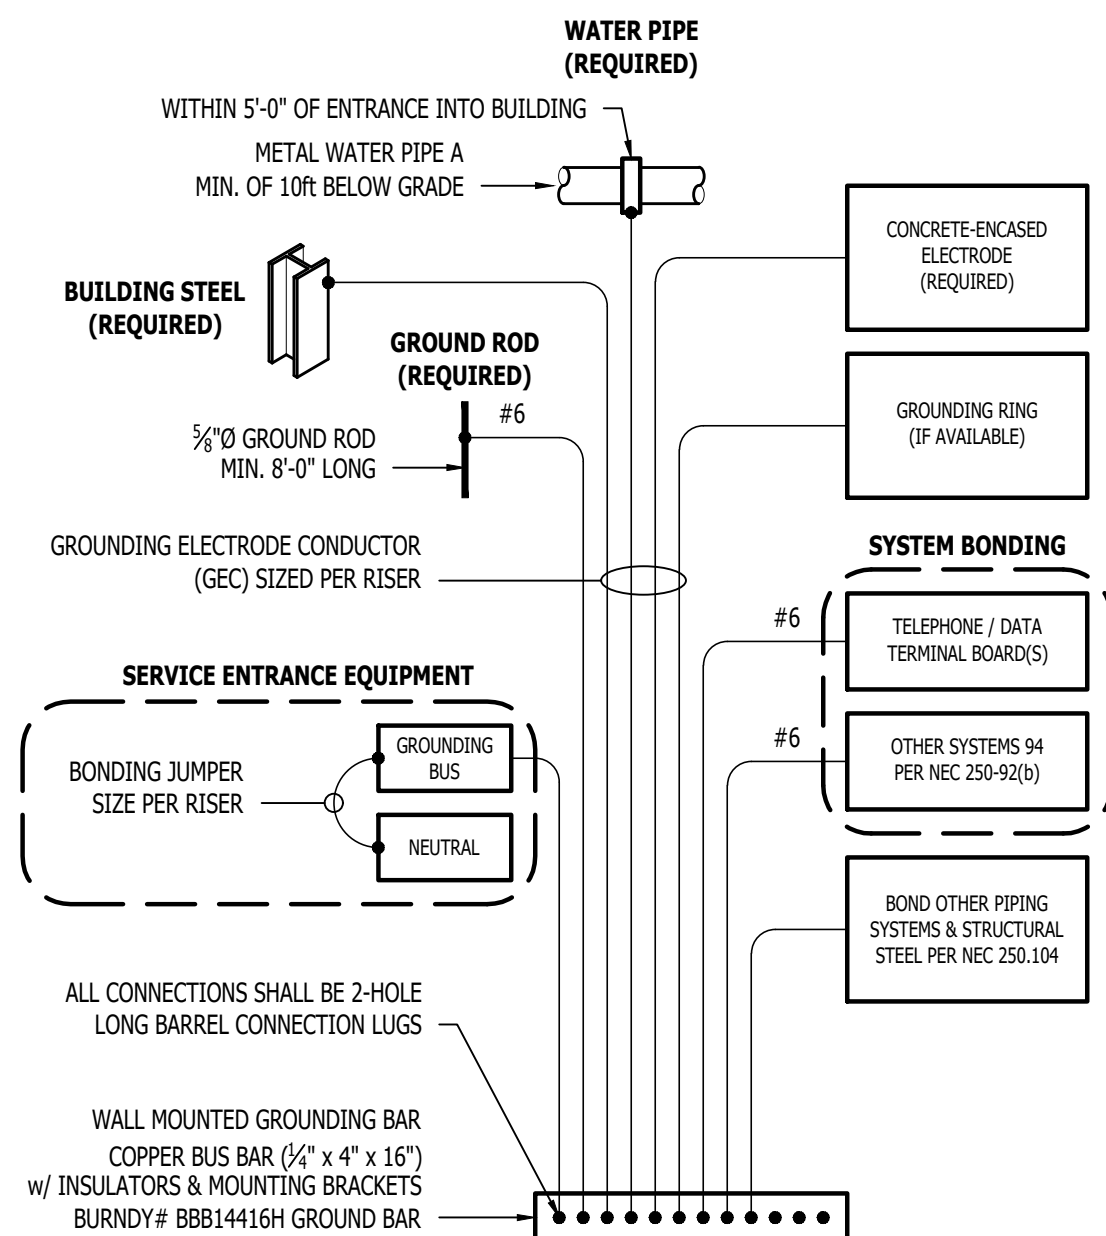 WATER PIPE
(REQUIRED)
WITHIN 5'-0" OF ENTRANCE INTO BUILDING
METAL WATER PIPE A
MIN. OF 10ft BELOW GRADE
CONCRETE-ENCASED
ELECTRODE
(REQUIRED)
BUILDING STEEL
(REQUIRED)
GROUND ROD
(REQUIRED)
#6
⅝"Ø GROUND ROD
MIN. 8'-0" LONG
GROUNDING RING
(IF AVAILABLE)
GROUNDING ELECTRODE CONDUCTOR
(GEC) SIZED PER RISER
SYSTEM BONDING
#6
TELEPHONE / DATA
TERMINAL BOARD(S)
SERVICE ENTRANCE EQUIPMENT
GROUNDING
BUS
BONDING JUMPER
SIZE PER RISER
NEUTRAL
#6
OTHER SYSTEMS 94
PER NEC 250-92(b)
BOND OTHER PIPING
SYSTEMS & STRUCTURAL
STEEL PER NEC 250.104
ALL CONNECTIONS SHALL BE 2-HOLE
LONG BARREL CONNECTION LUGS
WALL MOUNTED GROUNDING BAR
COPPER BUS BAR (¼" x 4" x 16")
w/ INSULATORS & MOUNTING BRACKETS
BURNDY# BBB14416H GROUND BAR